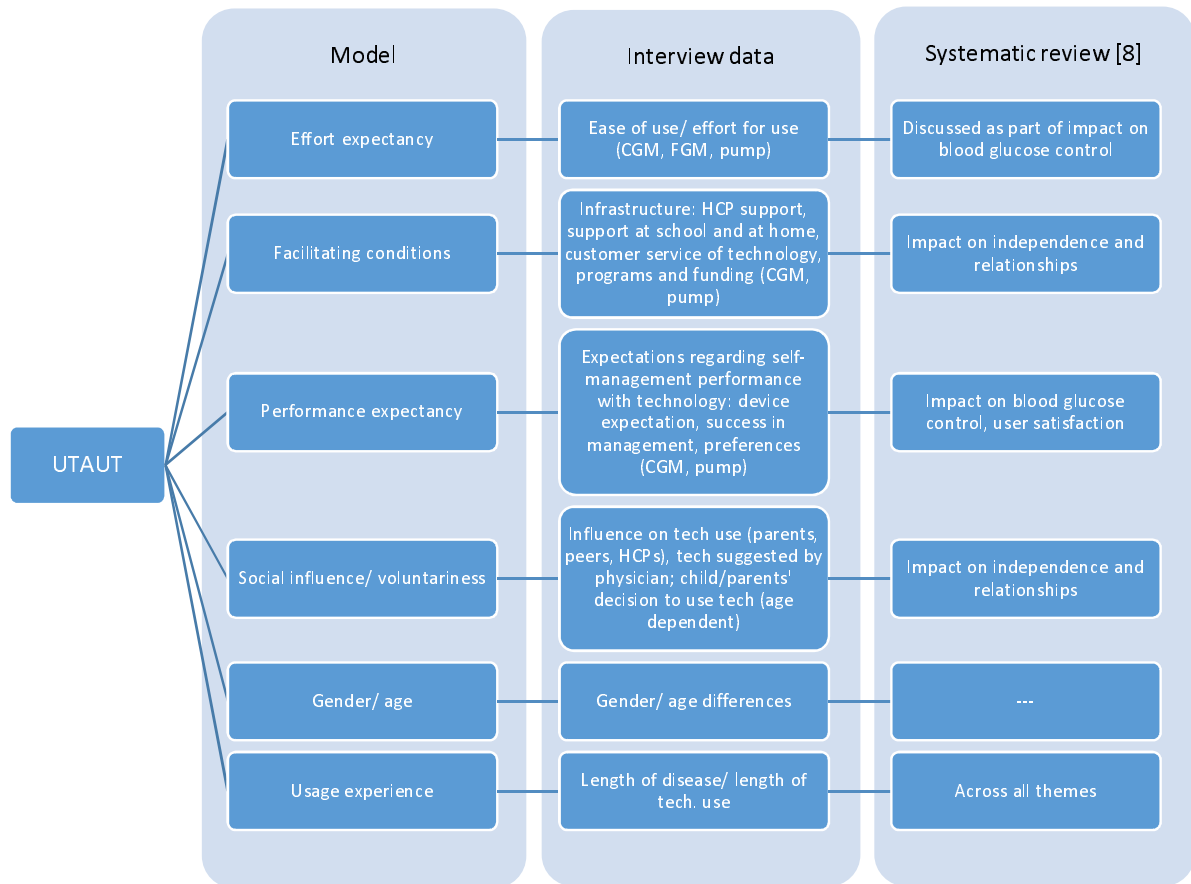 Model
Interview data
Systematic review [8]
UTAUT
Effort expectancy
Ease of use/ effort for use
(CGM, FGM, pump)
Discussed as part of impact on
blood glucose control
Facilitating conditions
Infrastructure: HCP support,
support at school and at home,
customer service of technology,
programs and funding (CGM,
pump)
Impact on independence and
relationships
Performance expectancy
Expectations regarding self-
management performance
with technology: device
expectation, success in
management, preferences
(CGM, pump)
Impact on blood glucose
control, user satisfaction
Social influence/ voluntariness
Influence on tech use (parents,
peers, HCPs), tech suggested by
physician; child/parents'
decision to use tech (age
dependent)
Impact on independence and
relationships
Gender/ age
Gender/ age differences
---
Usage experience
Length of disease/ length of
tech. use
Across all themes